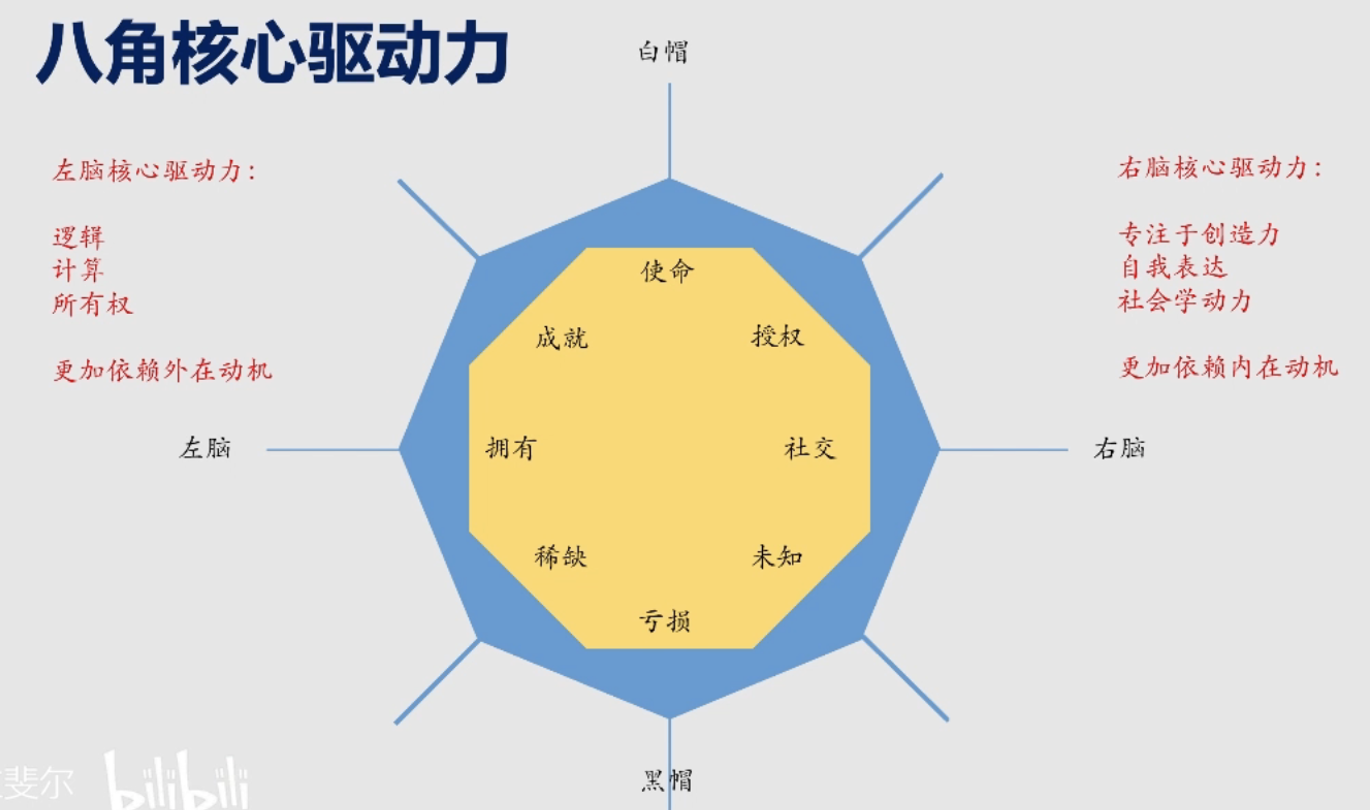 八角核心驱动力
白帽
左脑核心驱动力:
逻辑
计算
所有权
更加依赖外在动机
右脑核心驱动力:
专注于创造力
自我表达
社会学动力
更加依赖内在动机
使命
成就
授权
左脑
拥有
社交
右脑
稀缺
未知
亏损
黑帽
斐尔
bilibili